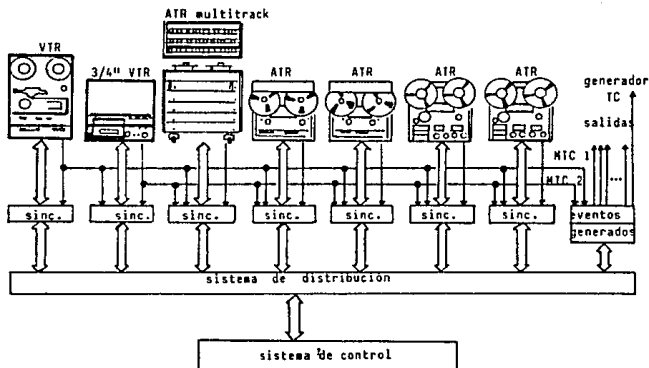 ATR multitrack
VTR
3/4" VTR
ATR
ATR
ATR
ATR
generador
TC
salidas
MTC 1
...
MTC 2
sinc.
sinc.
sinc.
sinc.
sinc.
sinc.
sinc.
eventos
generados
sistema de distribución
sistema de control